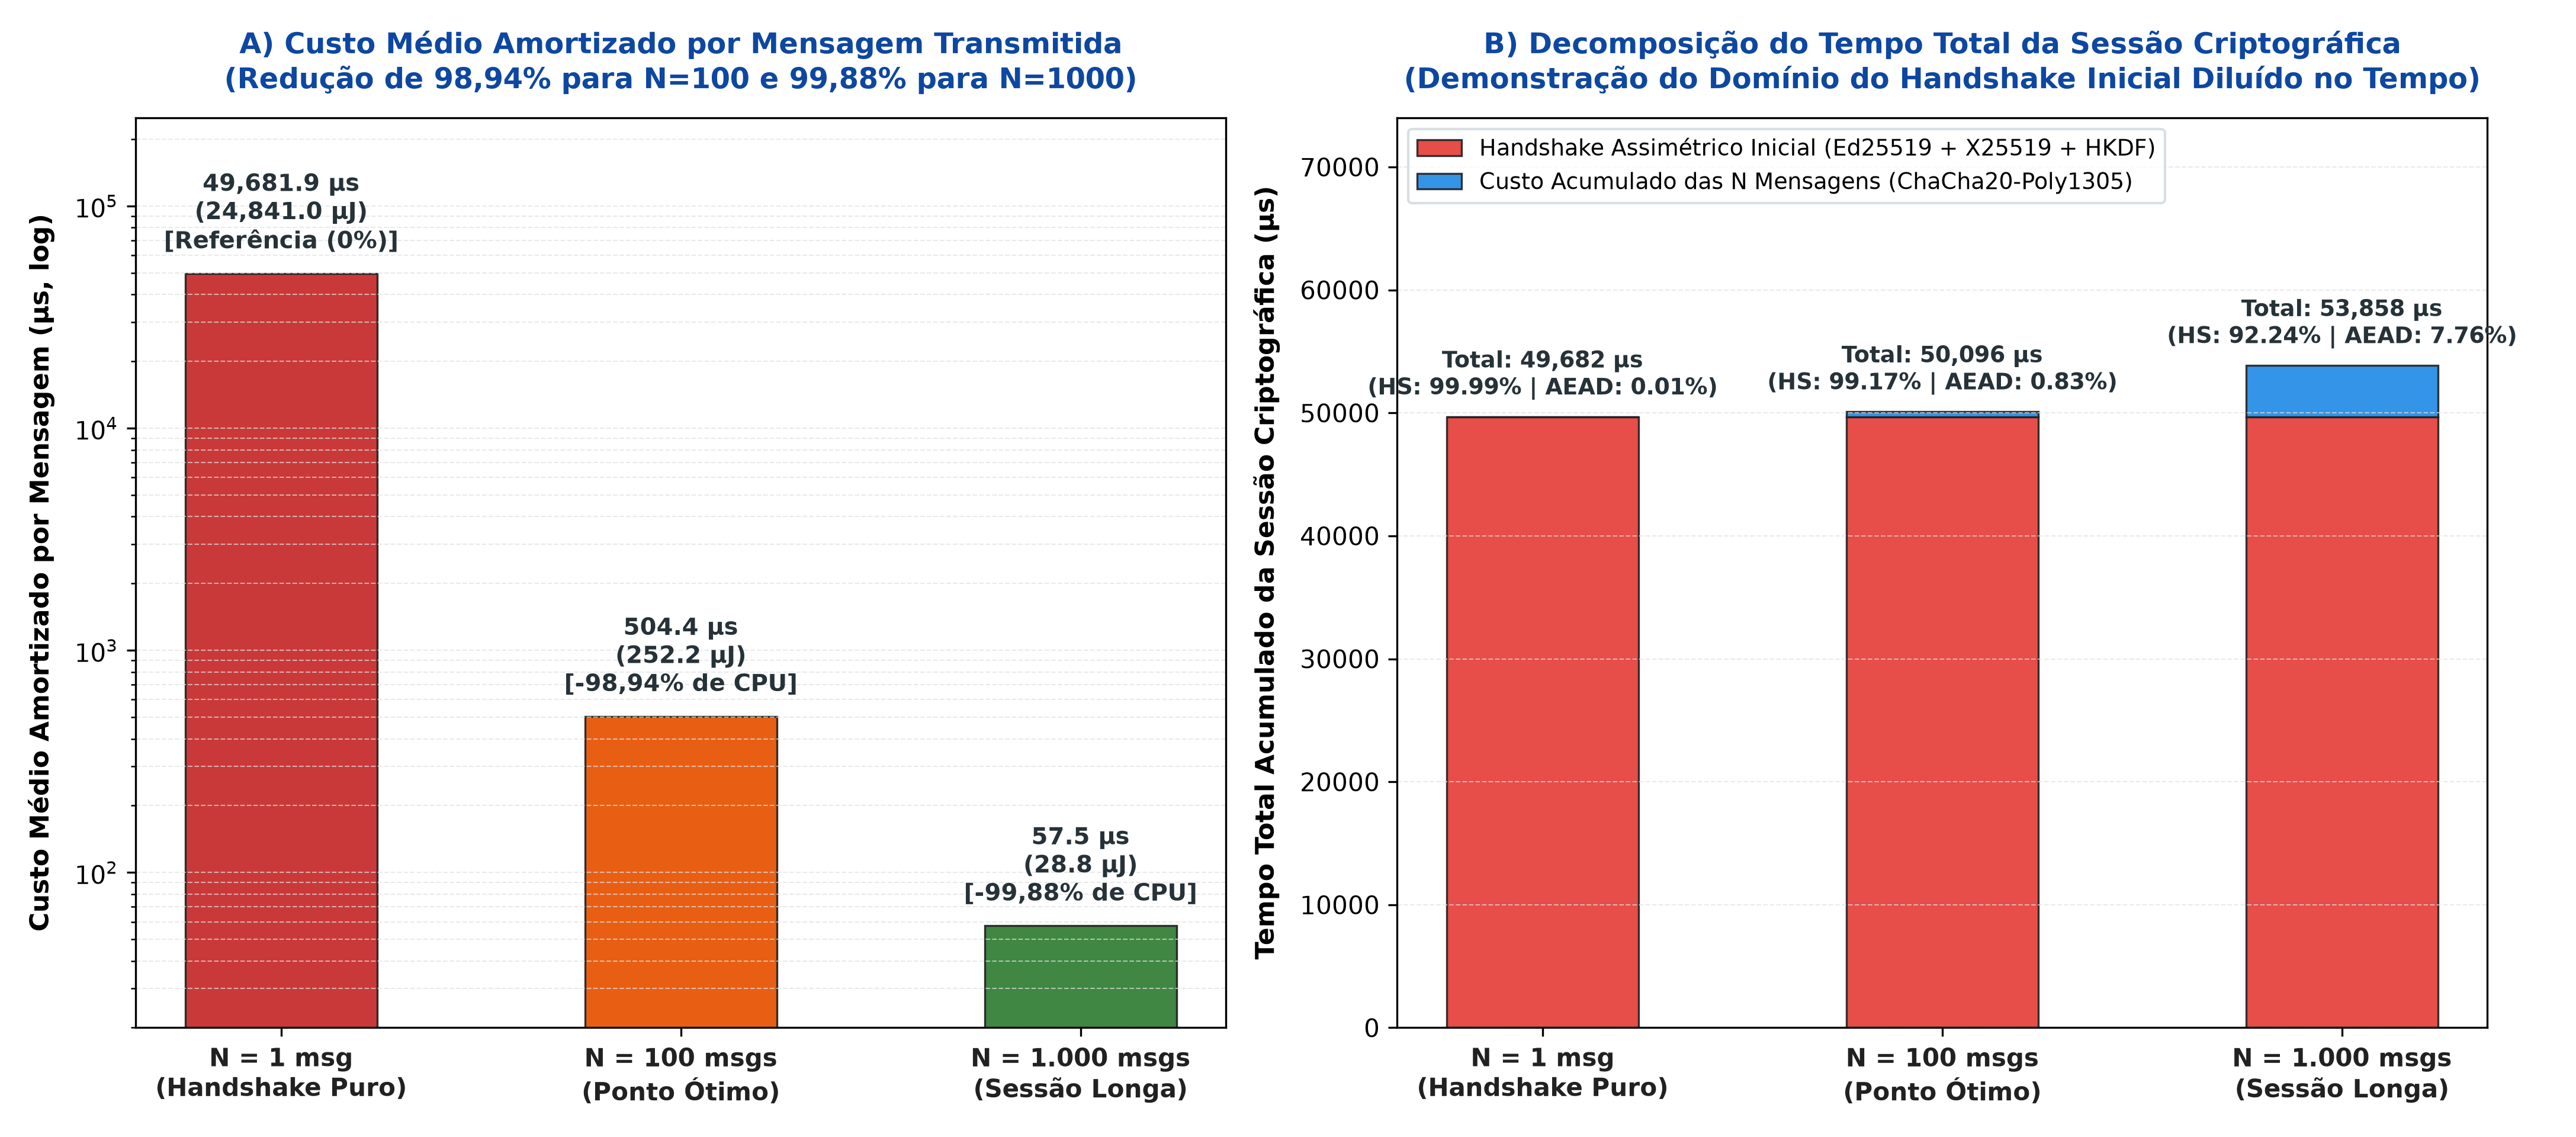 A) Custo Médio Amortizado por Mensagem Transmitida
(Redução de 98,94% para N=100 e 99,88% para N=1000)
Custo Médio Amortizado por Mensagem (µs, log)
10⁵
10⁴
10³
10²
49,681.9 µs
(24,841.0 µJ)
[Referência (0%)]
504.4 µs
(252.2 µJ)
[-98,94% de CPU]
57.5 µs
(28.8 µJ)
[-99,88% de CPU]
N = 1 msg
(Handshake Puro)
N = 100 msgs
(Ponto Ótimo)
N = 1.000 msgs
(Sessão Longa)
B) Decomposição do Tempo Total da Sessão Criptográfica
(Demonstração do Domínio do Handshake Inicial Diluído no Tempo)
Tempo Total Acumulado da Sessão Criptográfica (µs)
70000
60000
50000
40000
30000
20000
10000
0
Handshake Assimétrico Inicial (Ed25519 + X25519 + HKDF)
Custo Acumulado das N Mensagens (ChaCha20-Poly1305)
Total: 49,682 µs
(HS: 99.99% | AEAD: 0.01%)
Total: 50,096 µs
(HS: 99.17% | AEAD: 0.83%)
Total: 53,858 µs
(HS: 92.24% | AEAD: 7.76%)
N = 1 msg
(Handshake Puro)
N = 100 msgs
(Ponto Ótimo)
N = 1.000 msgs
(Sessão Longa)